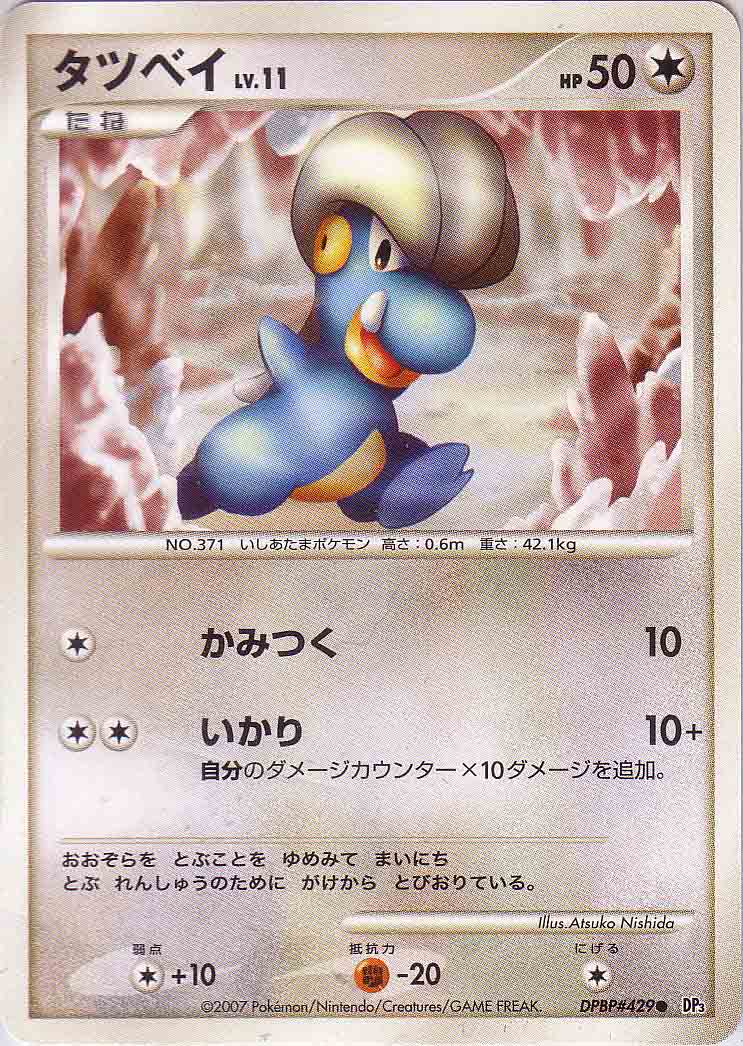 タツベイ LV.11 HP 50
たね
NO.371 いしあたまポケモン 高さ:0.6m 重さ:42.1kg
かみつく 10
いかり 10+
自分のダメージカウンター×10ダメージを追加。
おおぞらを とぶことを ゆめみて まいにち
とぶ れんしゅうのために がけから とびおりている。
Illus.Atsuko Nishida
弱点 抵抗力 にげる
+10 -20
©2007 Pokémon/Nintendo/Creatures/GAME FREAK. DPBP#429● DP3